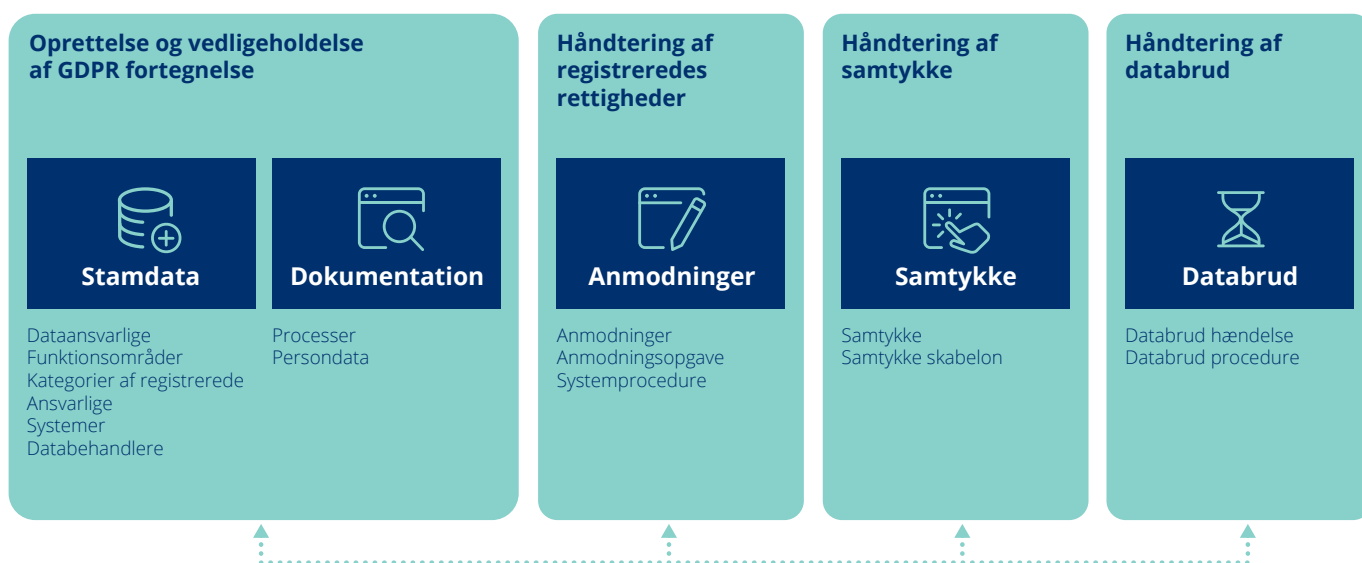 Oprettelse og vedligeholdelse
af GDPR fortegnelse
Stamdata
Dataansvarlige
Funktionsområder
Kategorier af registrerede
Ansvarlige
Systemer
Databehandlere
Dokumentation
Processer
Persondata
Håndtering af
registreredes
rettigheder
Anmodninger
Anmodninger
Anmodningsopgave
Systemprocedure
Håndtering af
samtykke
Samtykke
Samtykke
Samtykke skabelon
Håndtering af
databrud
Databrud
Databrud hændelse
Databrud procedure